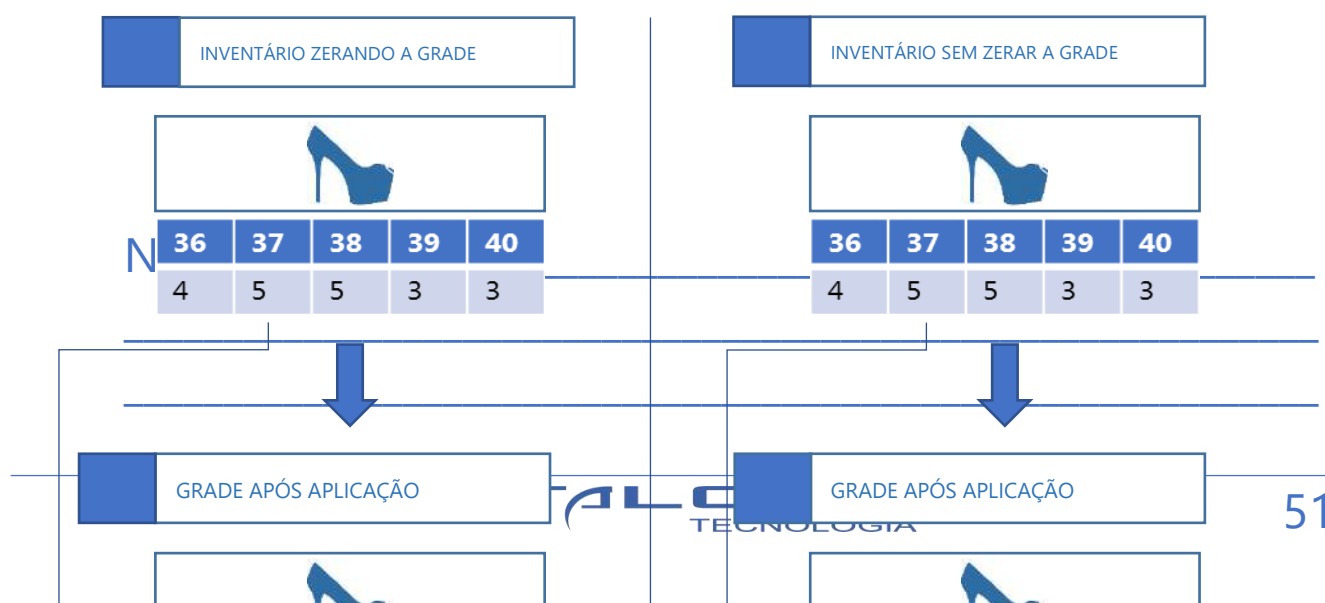 INVENTÁRIO ZERANDO A GRADE
INVENTÁRIO SEM ZERAR A GRADE
N
36 37 38 39 40
4 5 5 3 3
36 37 38 39 40
4 5 5 3 3
GRADE APÓS APLICAÇÃO
GRADE APÓS APLICAÇÃO
TECNOLOGIA
51